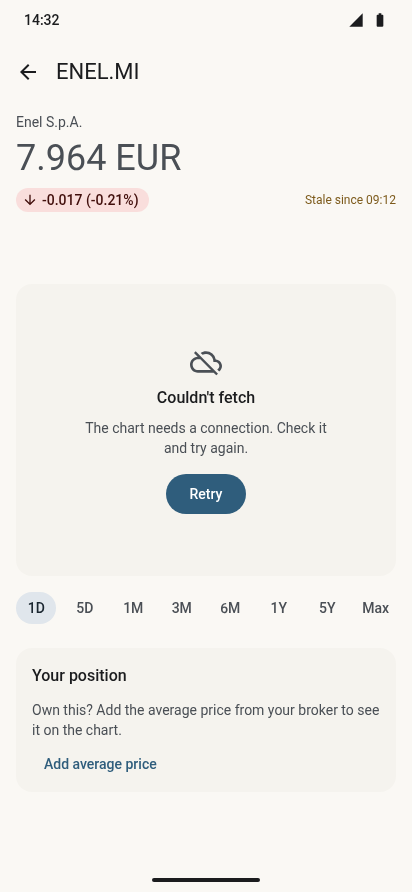 14:32
ENEL.MI
Enel S.p.A.
7.964 EUR
-0.017 (-0.21%)
Stale since 09:12
Couldn't fetch
The chart needs a connection. Check it
and try again.
Retry
1D 5D 1M 3M 6M 1Y 5Y Max
Your position
Own this? Add the average price from your broker to see
it on the chart.
Add average price